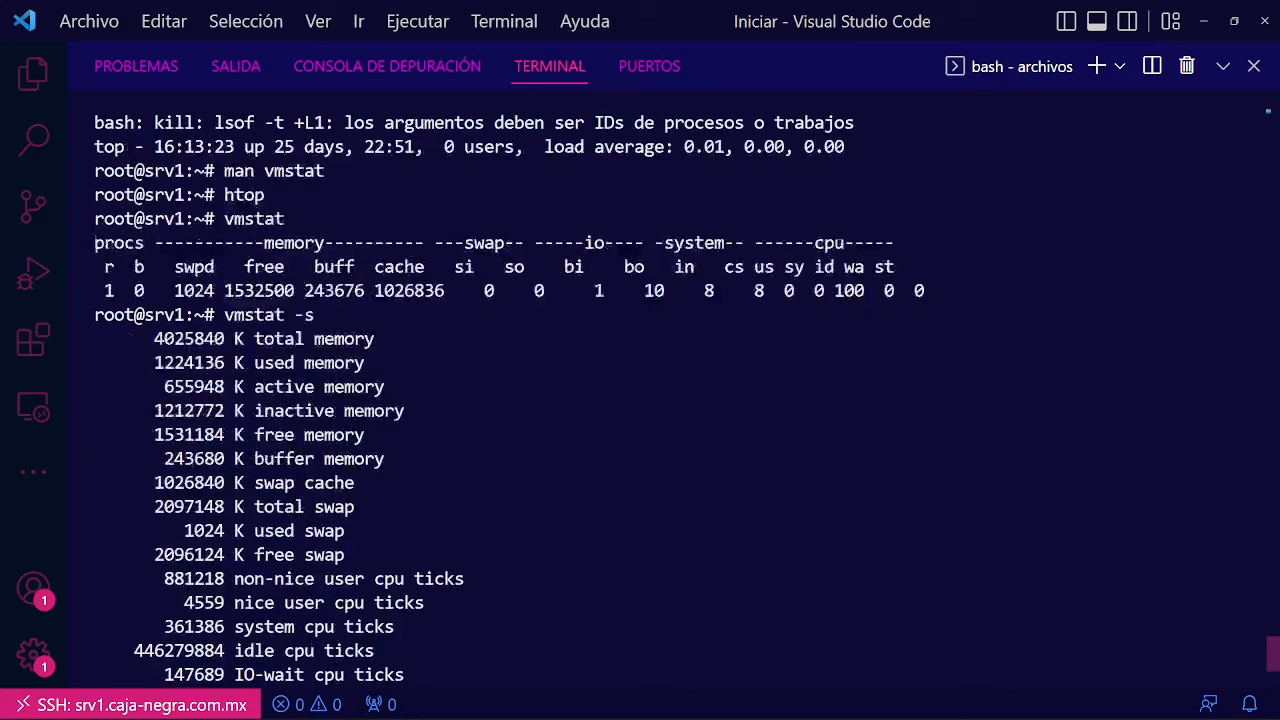 Archivo Editar Selección Ver Ir Ejecutar Terminal Ayuda Iniciar - Visual Studio Code
PROBLEMAS SALIDA CONSOLA DE DEPURACIÓN TERMINAL PUERTOS bash - archivos
bash: kill: lsof -t +L1: los argumentos deben ser IDs de procesos o trabajos
top - 16:13:23 up 25 days, 22:51,  0 users,  load average: 0.01, 0.00, 0.00
root@srv1:~# man vmstat
root@srv1:~# htop
root@srv1:~# vmstat
procs -----------memory---------- ---swap-- -----io---- -system-- ------cpu-----
 r  b   swpd   free   buff  cache   si   so    bi    bo   in   cs us sy id wa st
 1  0   1024 1532500 243676 1026836    0    0     1    10    8    8  0  0 100  0  0
root@srv1:~# vmstat -s
      4025840 K total memory
      1224136 K used memory
       655948 K active memory
      1212772 K inactive memory
      1531184 K free memory
       243680 K buffer memory
      1026840 K swap cache
      2097148 K total swap
         1024 K used swap
      2096124 K free swap
       881218 non-nice user cpu ticks
         4559 nice user cpu ticks
       361386 system cpu ticks
    446279884 idle cpu ticks
       147689 IO-wait cpu ticks
1
1
SSH: srv1.caja-negra.com.mx 0 0 0